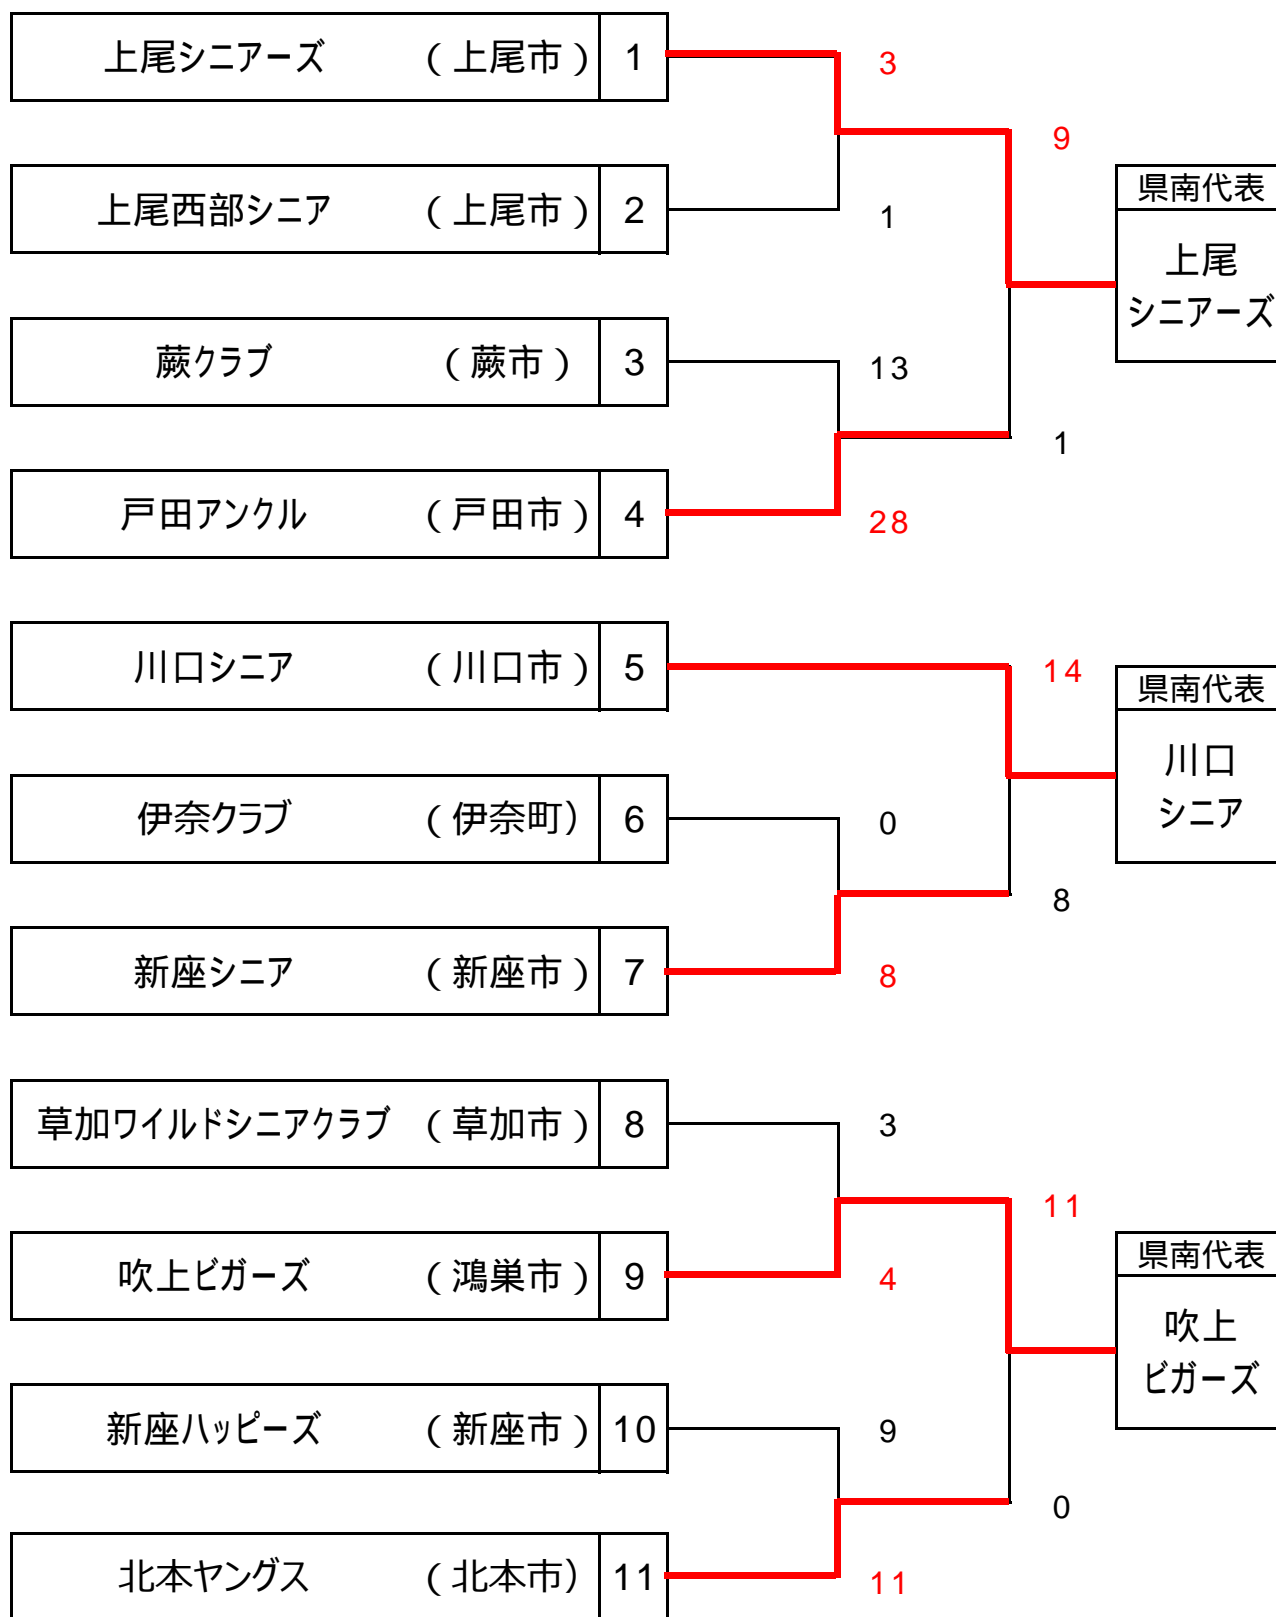 上尾シニアーズ （上尾市） 1
3
9
上尾西部シニア （上尾市） 2
1
県南代表
上尾
シニアーズ
蕨クラブ （蕨市） 3
13
1
戸田アンクル （戸田市） 4
28
川口シニア （川口市） 5
14
県南代表
川口
シニア
伊奈クラブ （伊奈町） 6
0
8
新座シニア （新座市） 7
8
草加ワイルドシニアクラブ （草加市） 8
3
11
吹上ビガーズ （鴻巣市） 9
4
県南代表
吹上
ビガーズ
新座ハッピーズ （新座市） 10
9
0
北本ヤングス （北本市） 11
11